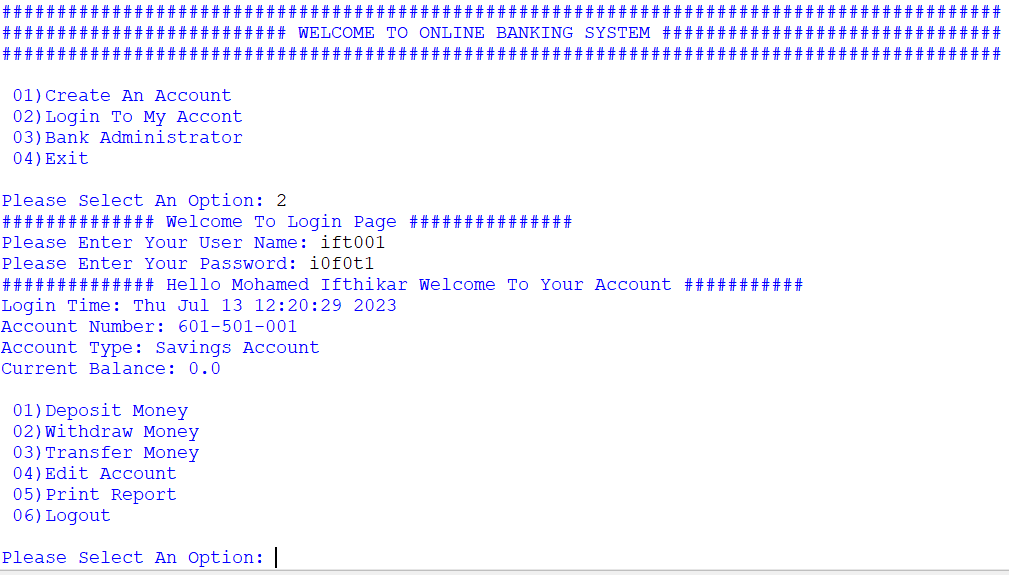 ###########################################################################################
########################## WELCOME TO ONLINE BANKING SYSTEM ###############################
###########################################################################################
01)Create An Account
02)Login To My Accont
03)Bank Administrator
04)Exit
Please Select An Option: 2
############## Welcome To Login Page ###############
Please Enter Your User Name: ift001
Please Enter Your Password: i0f0t1
############## Hello Mohamed Ifthikar Welcome To Your Account ###########
Login Time: Thu Jul 13 12:20:29 2023
Account Number: 601-501-001
Account Type: Savings Account
Current Balance: 0.0
01)Deposit Money
02)Withdraw Money
03)Transfer Money
04)Edit Account
05)Print Report
06)Logout
Please Select An Option: